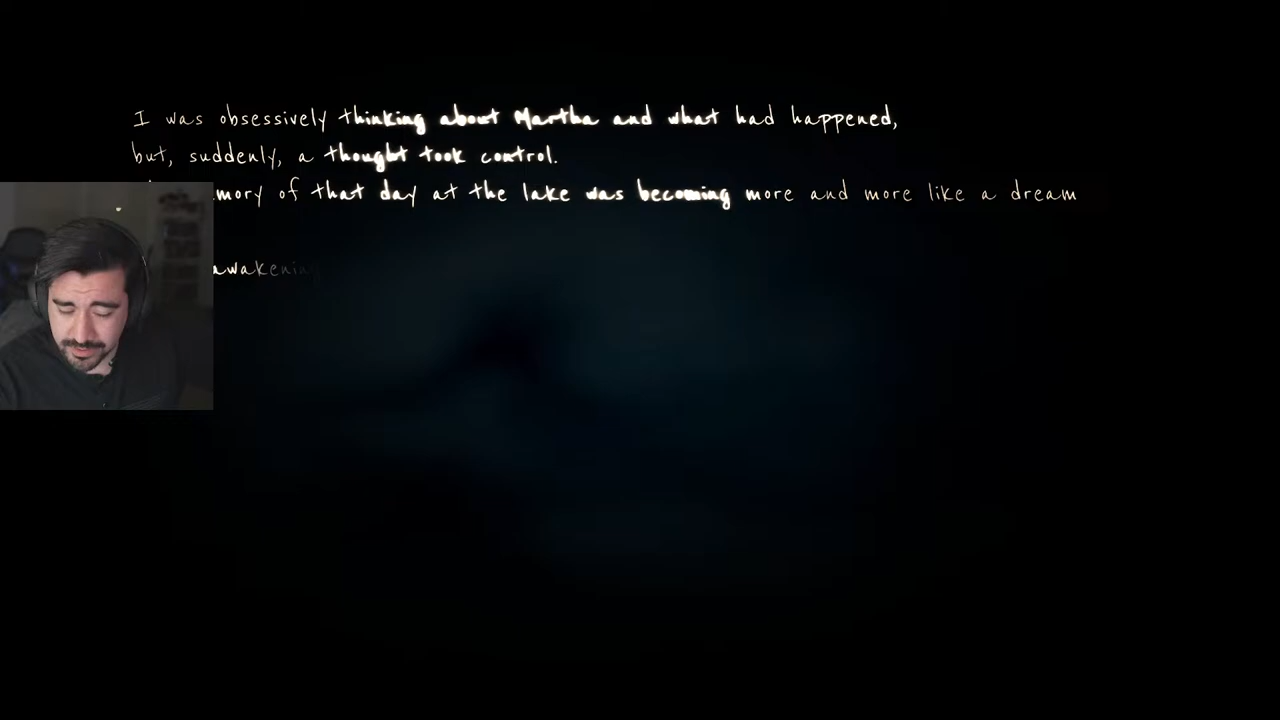 I was obsessively thinking about Martha and what had happened,
but, suddenly, a thought took control.
mory of that day at the lake was becoming more and more like a dream
awakening